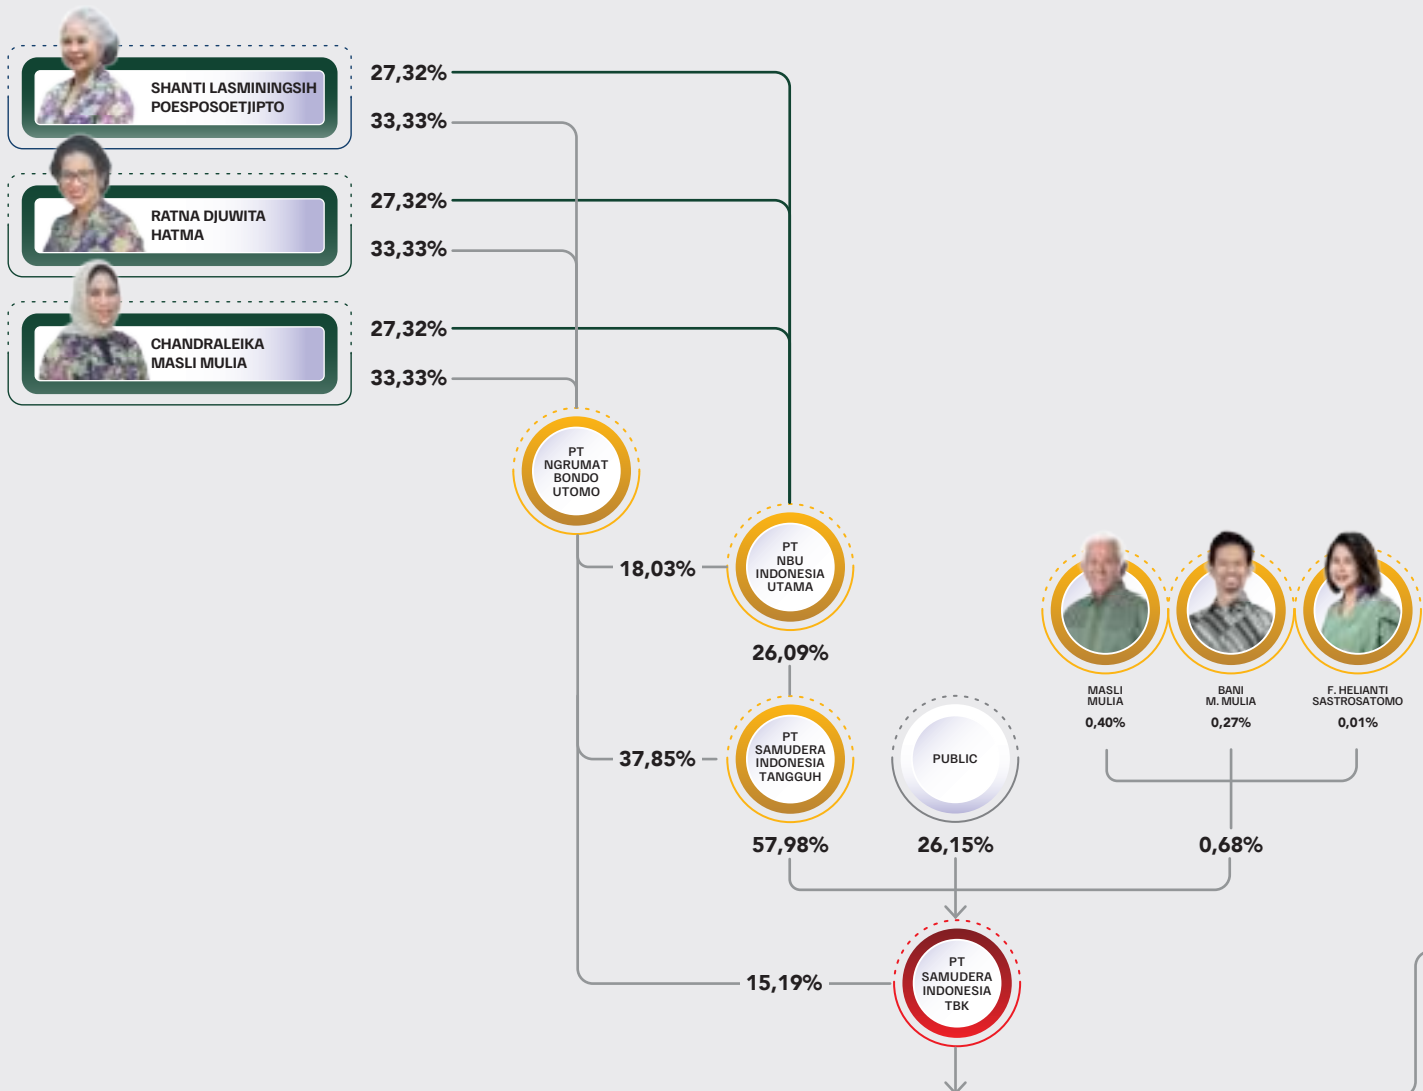 27,32%
SHANTI LASMININGSIH
POESPOSOETJIPTO
33,33%
27,32%
RATNA DJUWITA
HATMA
33,33%
27,32%
CHANDRALEIKA
MASLI MULIA
33,33%
PT
NGRUMAT
BONDO
UTOMO
18,03%
PT
NBU
INDONESIA
UTAMA
26,09%
37,85%
PT
SAMUDERA
INDONESIA
TANGGUH
57,98%
PUBLIC
26,15%
MASLI
MULIA
0,40%
BANI
M. MULIA
0,27%
F. HELIANTI
SASTROSATOMO
0,01%
0,68%
15,19%
PT
SAMUDERA
INDONESIA
TBK